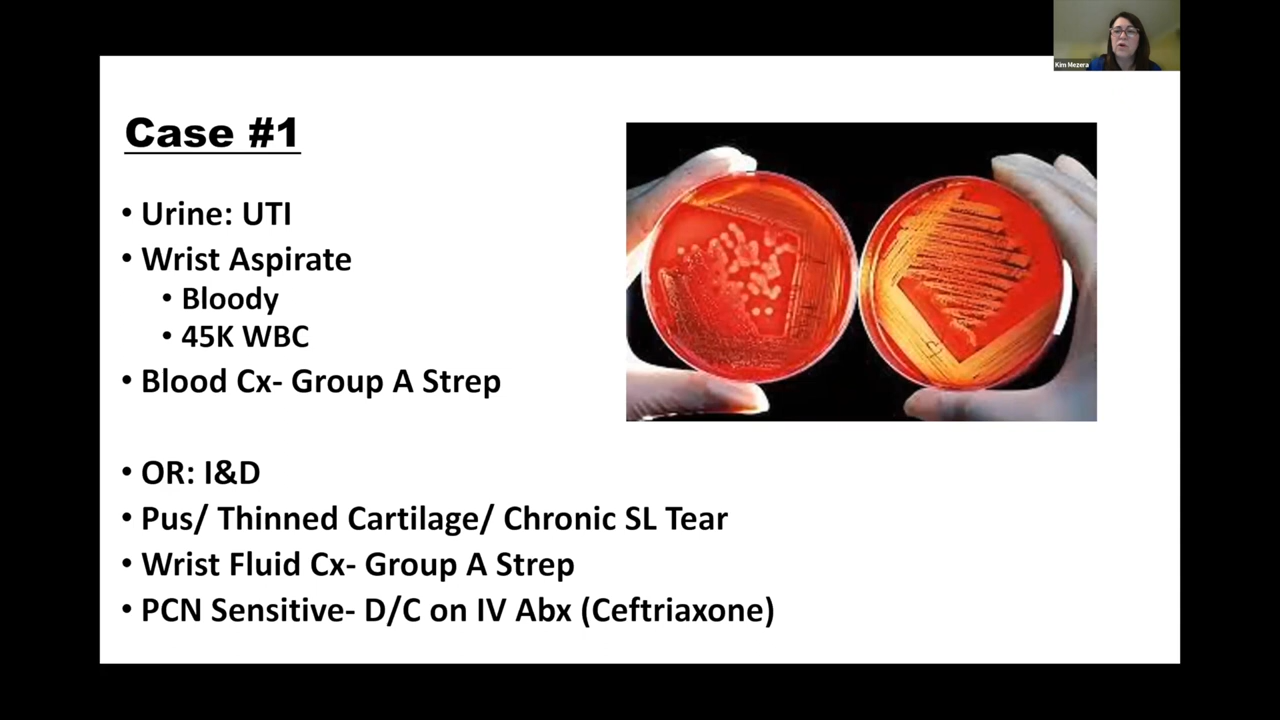 Kim Mezera
Case #1
• Urine: UTI
• Wrist Aspirate
• Bloody
• 45K WBC
• Blood Cx- Group A Strep
• OR: I&D
• Pus/ Thinned Cartilage/ Chronic SL Tear
• Wrist Fluid Cx- Group A Strep
• PCN Sensitive- D/C on IV Abx (Ceftriaxone)